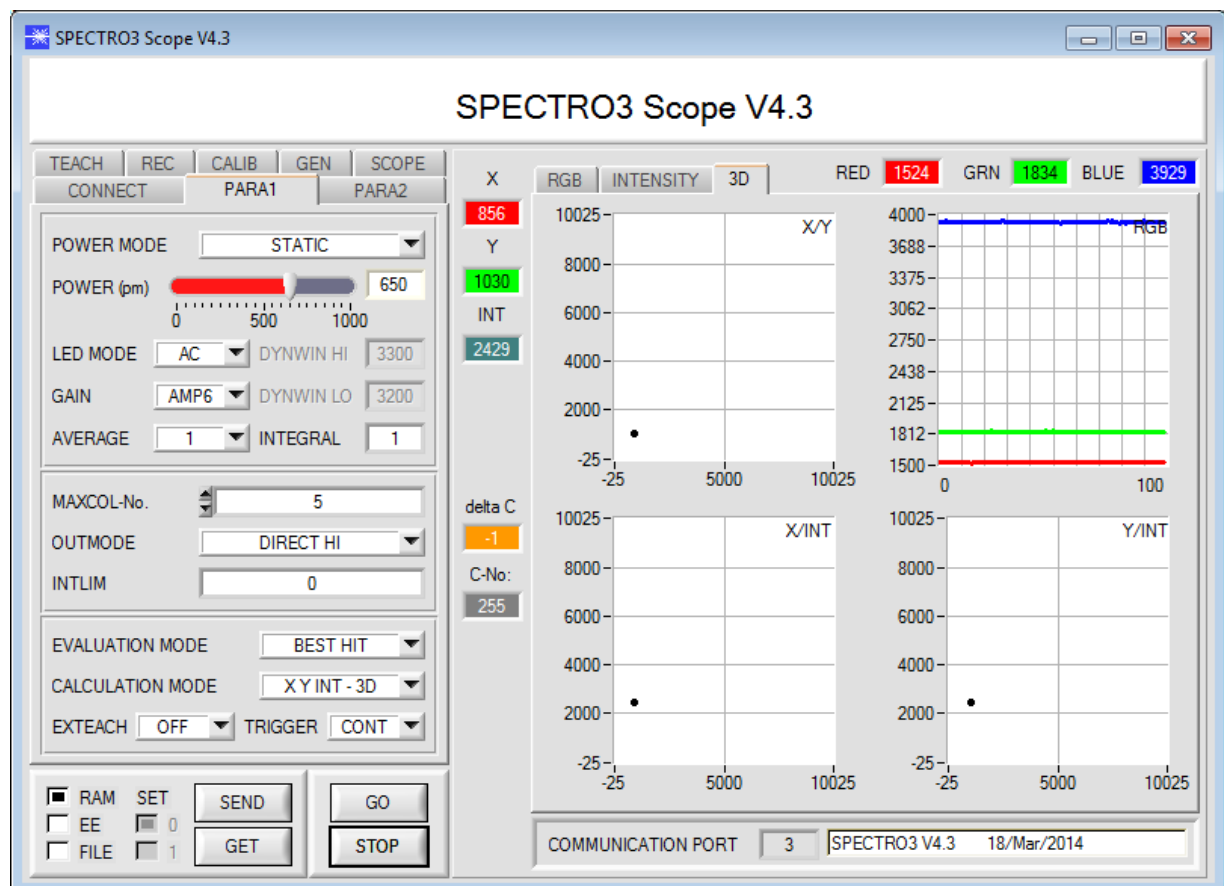 SPECTRO3 Scope V4.3
SPECTRO3 Scope V4.3
TEACH REC CALIB GEN SCOPE
CONNECT PARA1 PARA2
POWER MODE STATIC
POWER (pm) 650
0 500 1000
LED MODE AC DYNWIN HI 3300
GAIN AMP6 DYNWIN LO 3200
AVERAGE 1 INTEGRAL 1
MAXCOL-No. 5
OUTMODE DIRECT HI
INTLIM 0
EVALUATION MODE BEST HIT
CALCULATION MODE X Y INT - 3D
EXTEACH OFF TRIGGER CONT
RAM SET
EE 0
FILE 1
SEND
GET
GO
STOP
X
856
Y
1030
INT
2429
delta C
-1
C-No:
255
RGB INTENSITY 3D
RED 1524 GRN 1834 BLUE 3929
X/Y
10025
8000
6000
4000
2000
-25
-25 5000 10025
RGB
4000
3688
3375
3062
2750
2438
2125
1812
1500
0 100
X/INT
10025
8000
6000
4000
2000
-25
-25 5000 10025
Y/INT
10025
8000
6000
4000
2000
-25
-25 5000 10025
COMMUNICATION PORT 3 SPECTRO3 V4.3 18/Mar/2014